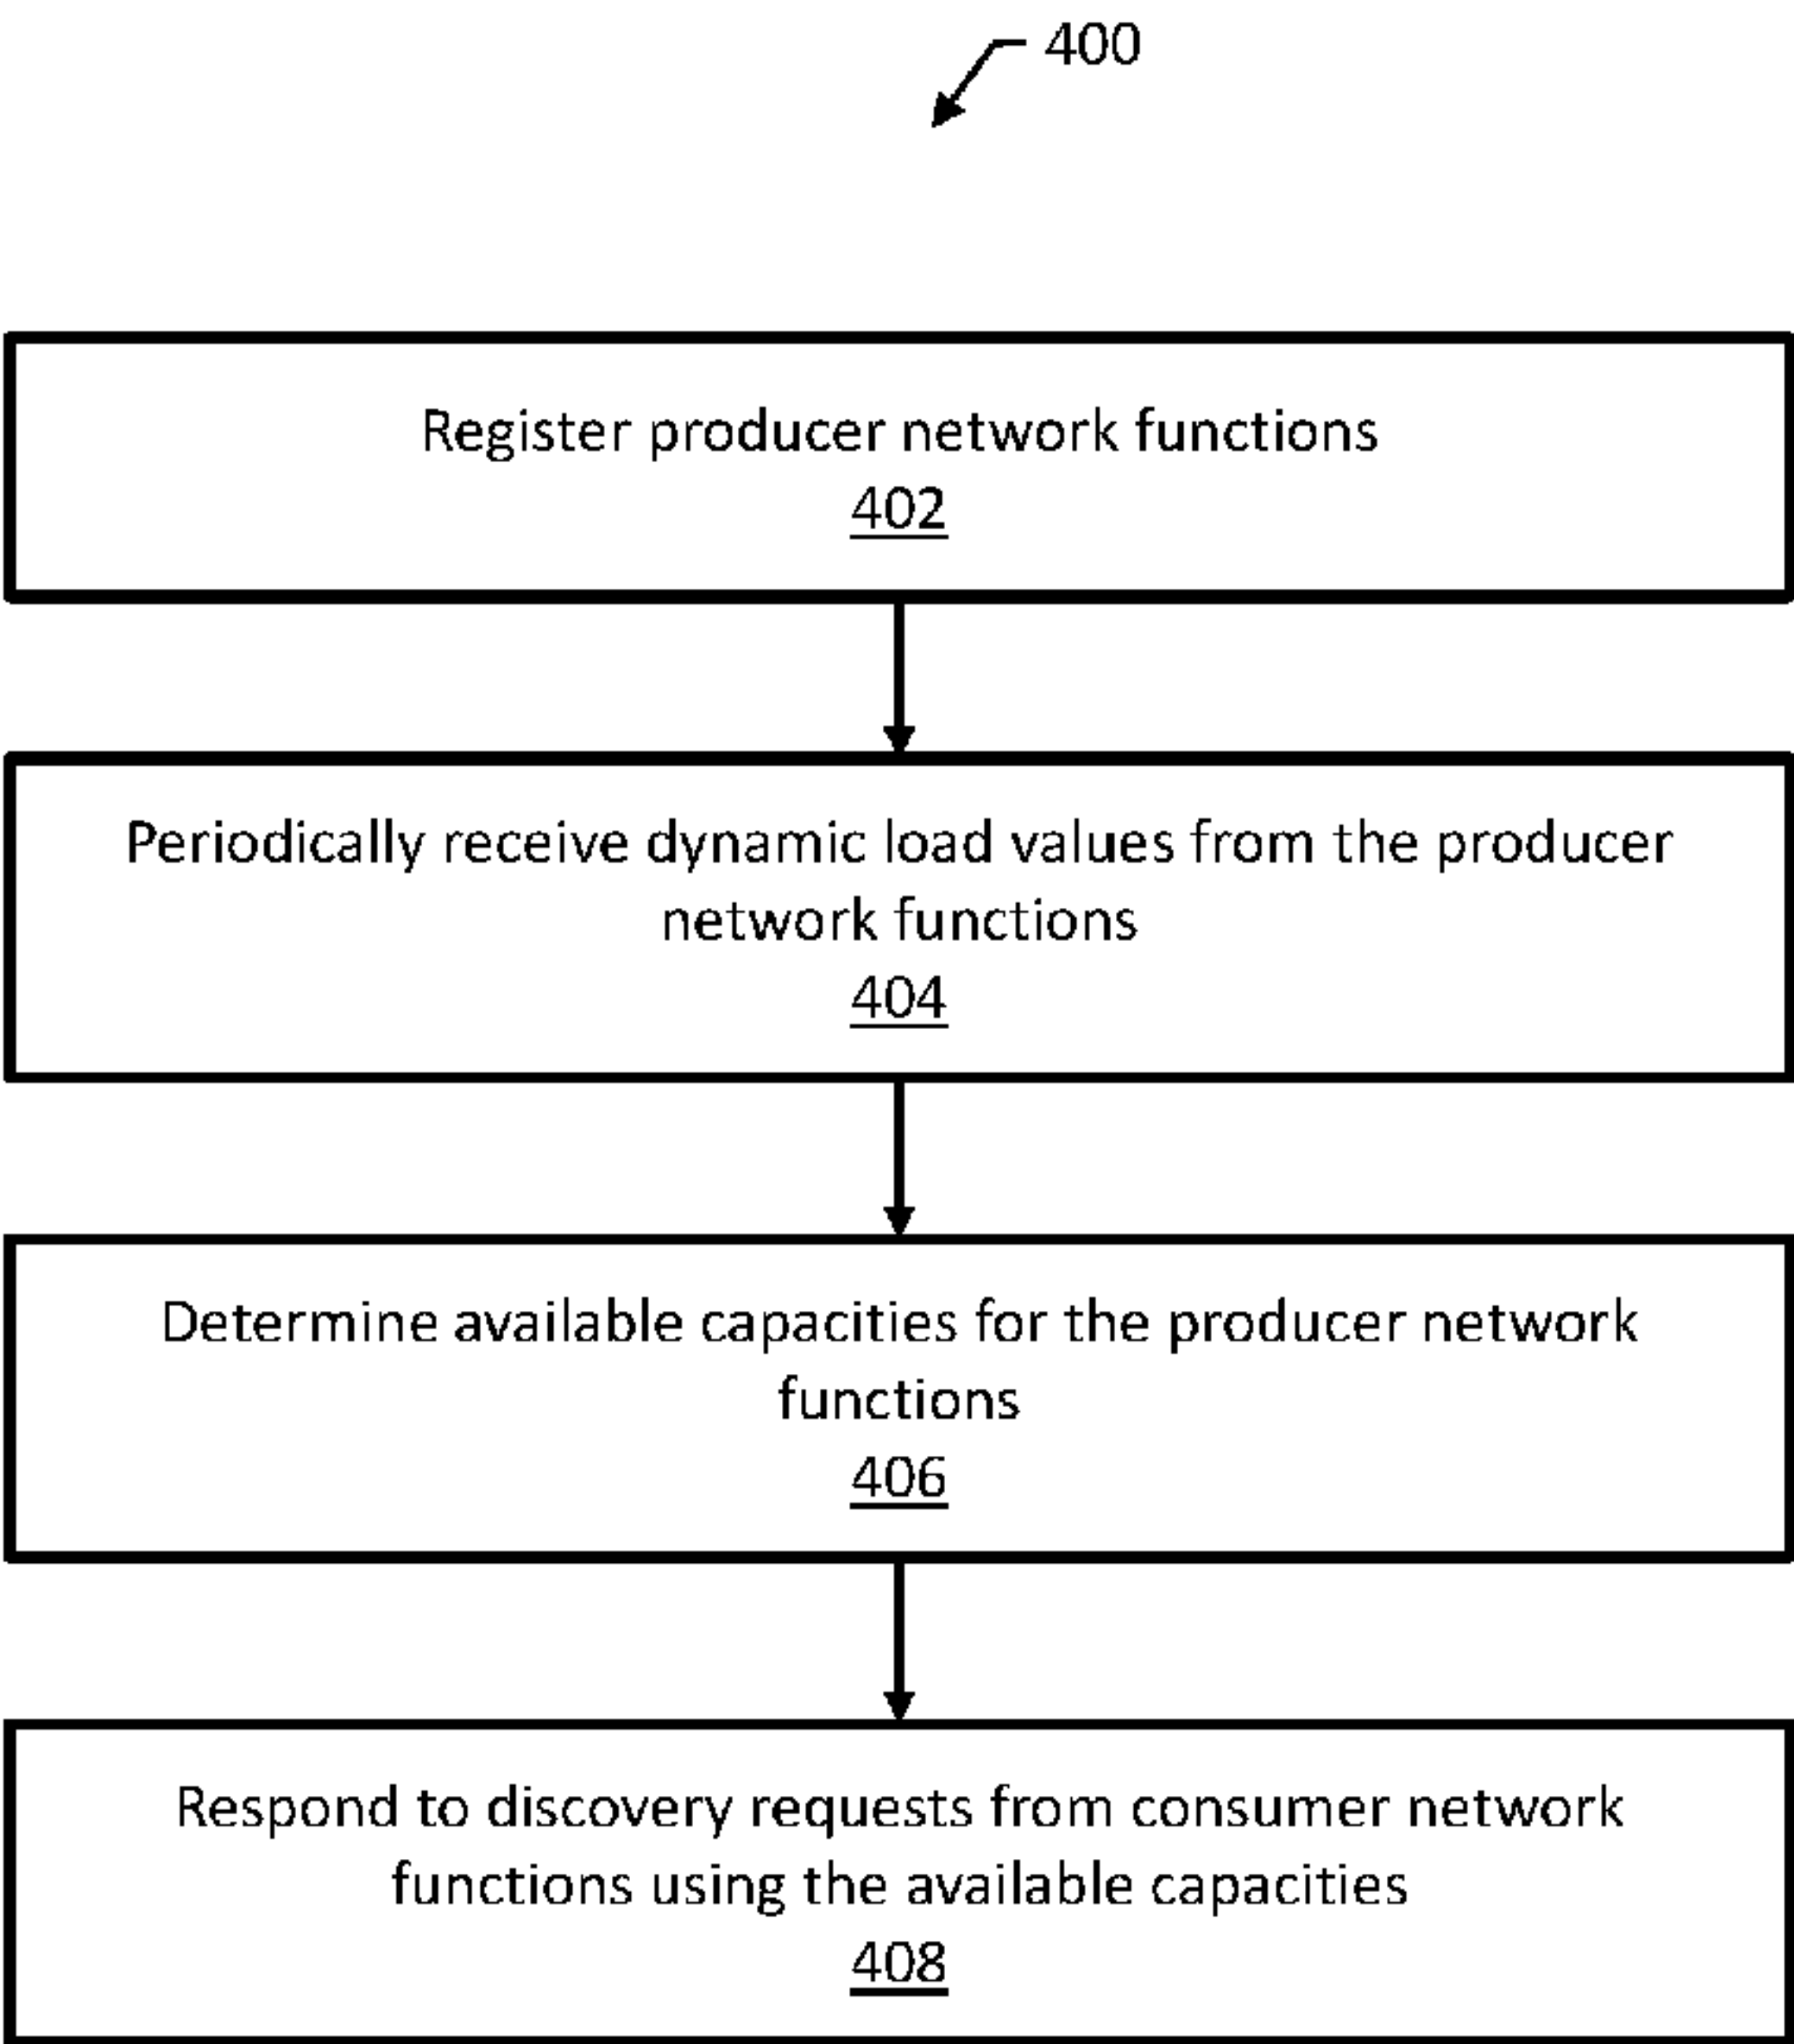 400
Register producer network functions
402
Periodically receive dynamic load values from the producer
network functions
404
Determine available capacities for the producer network
functions
406
Respond to discovery requests from consumer network
functions using the available capacities
408